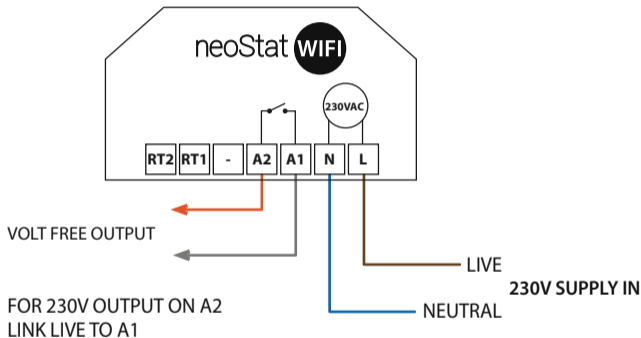 neoStat WIFI
230VAC
RT2 RT1 - A2 A1 N L
VOLT FREE OUTPUT
LIVE
230V SUPPLY IN
NEUTRAL
FOR 230V OUTPUT ON A2
LINK LIVE TO A1